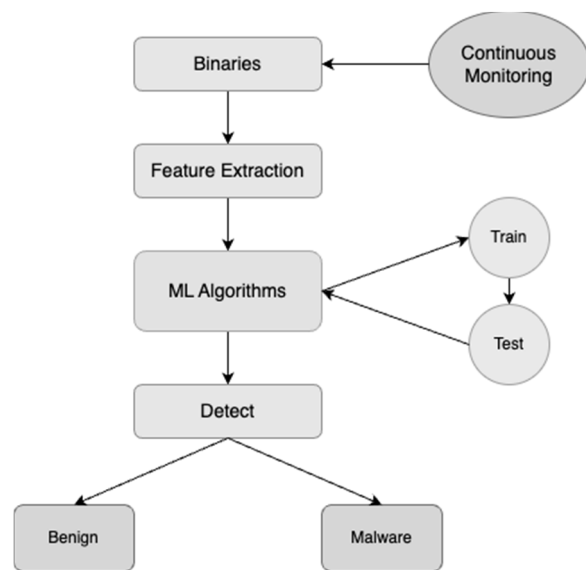 Binaries
Continuous
Monitoring
Feature Extraction
ML Algorithms
Train
Test
Detect
Benign
Malware